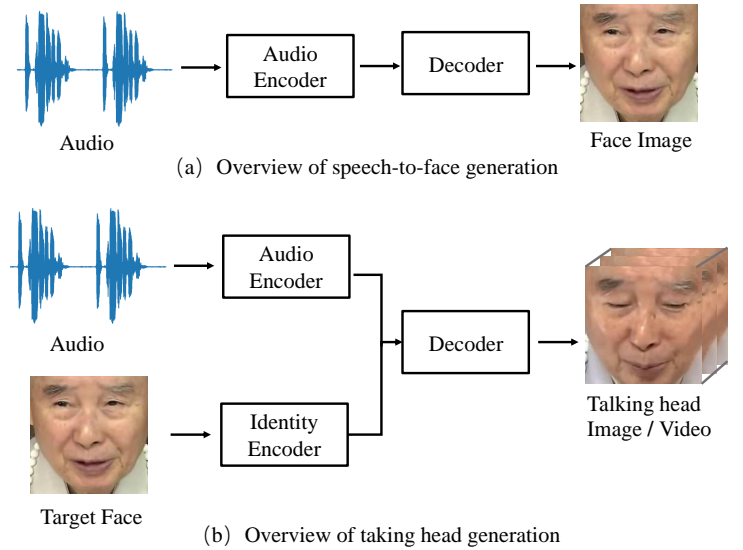 Audio
Encoder
Decoder
Audio
Face Image
(a) Overview of speech-to-face generation
Audio
Encoder
Audio
Decoder
Identity
Encoder
Talking head
Image / Video
Target Face
(b) Overview of taking head generation